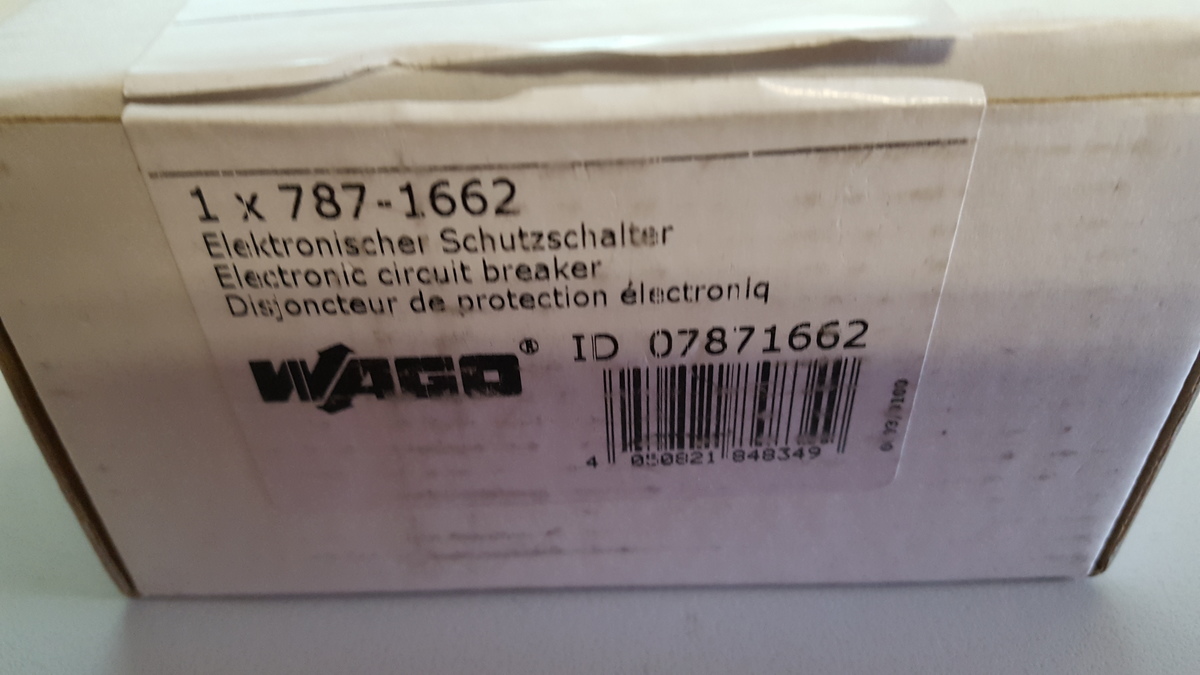 1 x 787-1662
Elektronischer Schutzschalter
Electronic circuit breaker
Disjoncteur de protection électroniq
WAGO® ID 07871662
4 050821 848349